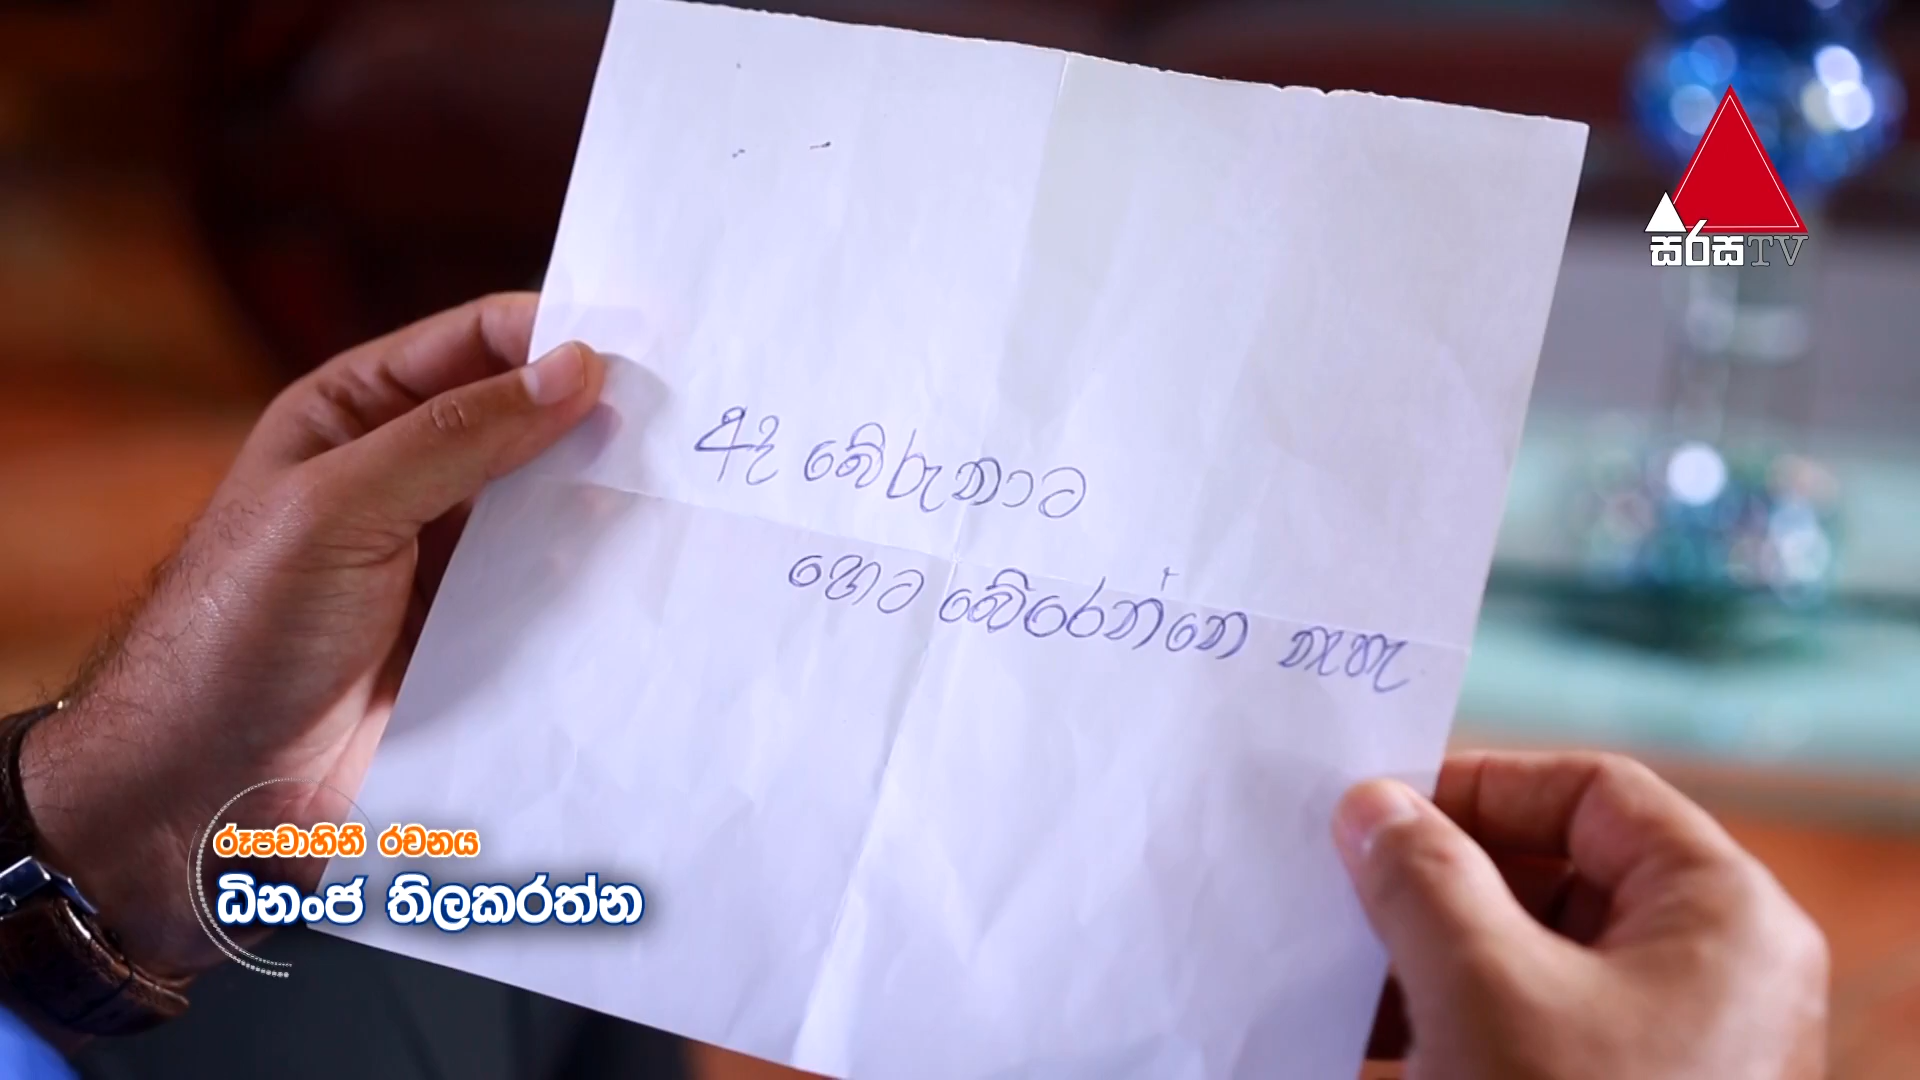 සිරස TV
අද බේරුනාට
හෙට බේරෙන්නෙ නැහැ
රූපවාහිනී රචනය
ධිනංජ තිලකරත්න